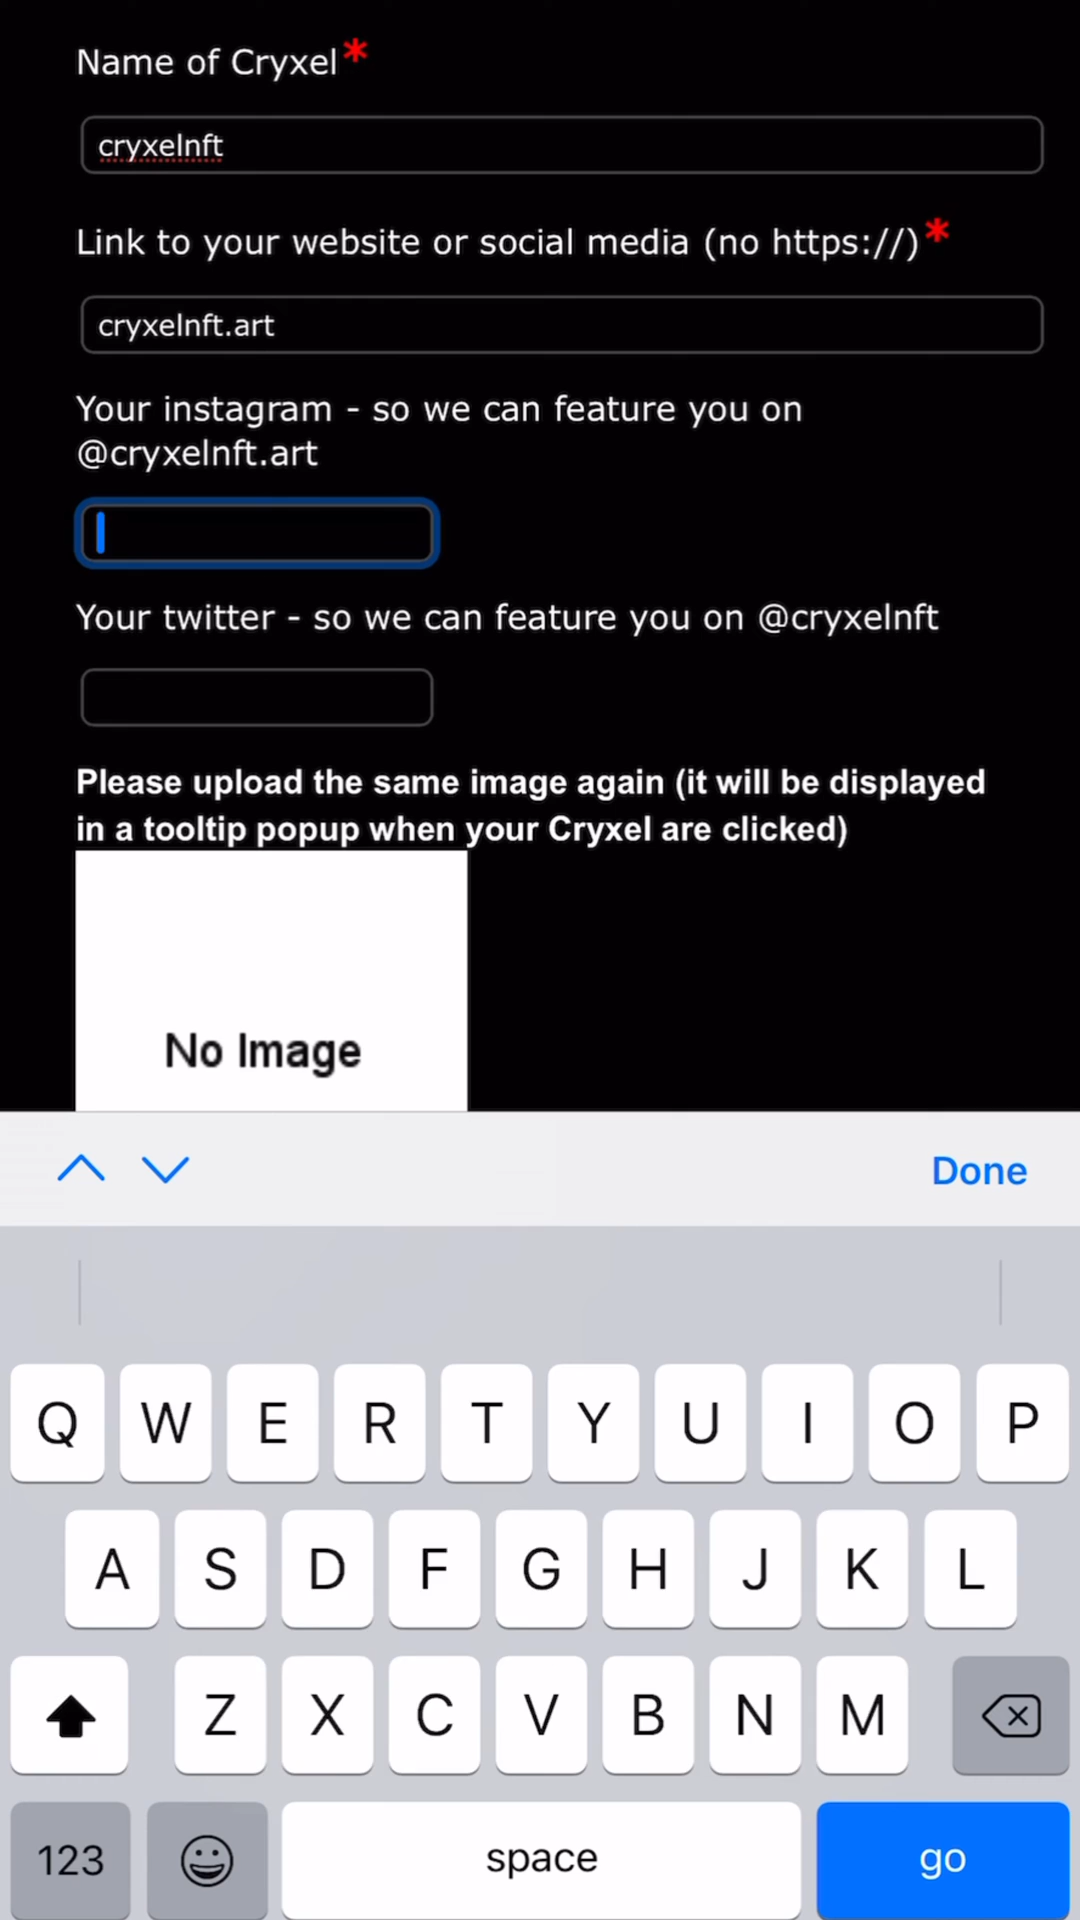 Name of Cryxel*
cryxelnft
Link to your website or social media (no https://)*
cryxelnft.art
Your instagram - so we can feature you on
@cryxelnft.art
Your twitter - so we can feature you on @cryxelnft
Please upload the same image again (it will be displayed
in a tooltip popup when your Cryxel are clicked)
No Image
Done
Q W E R T Y U I O P
A S D F G H J K L
Z X C V B N M
123 space go